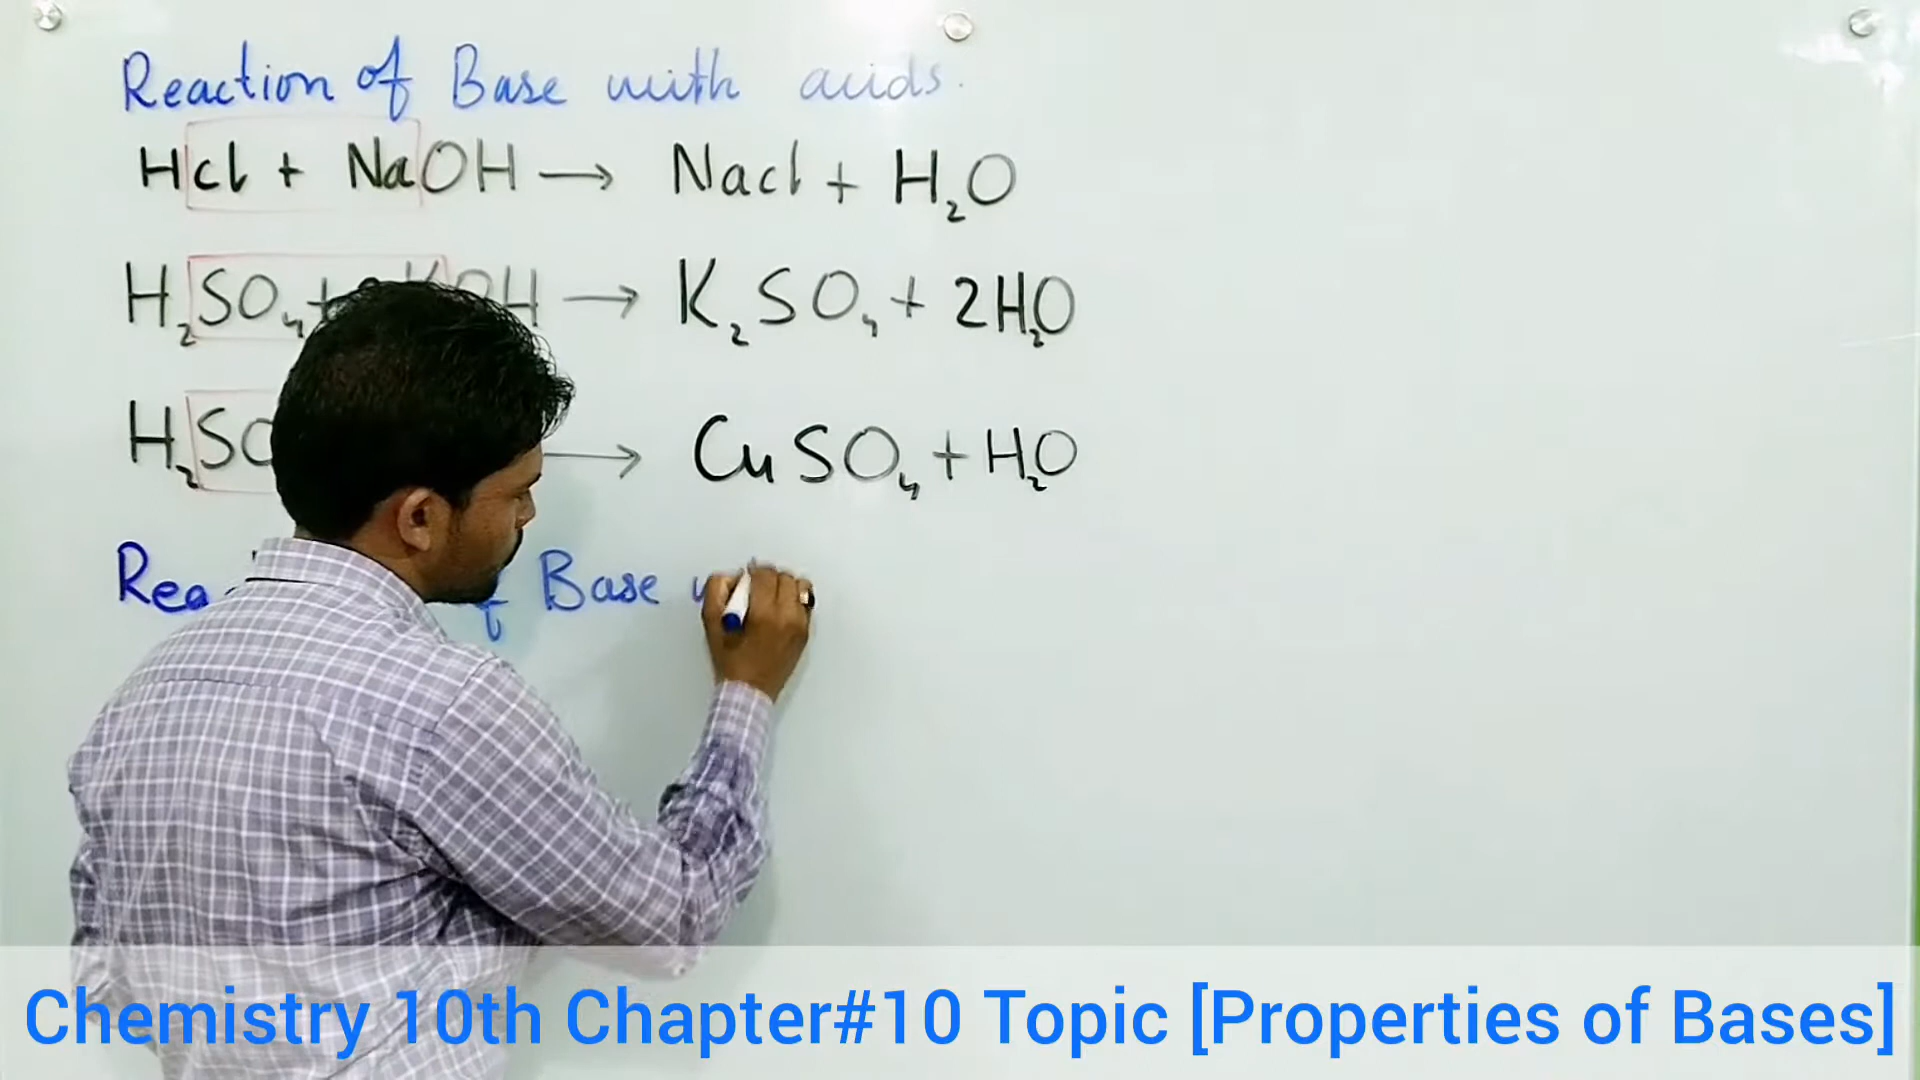 Reaction of Base with acids.
Hcl + NaOH → Nacl + H₂O
H₂SO₄ + OH → K₂SO₄ + 2H₂O
H₂SO → CuSO₄ + H₂O
Base
Chemistry 10th Chapter#10 Topic [Properties of Bases]